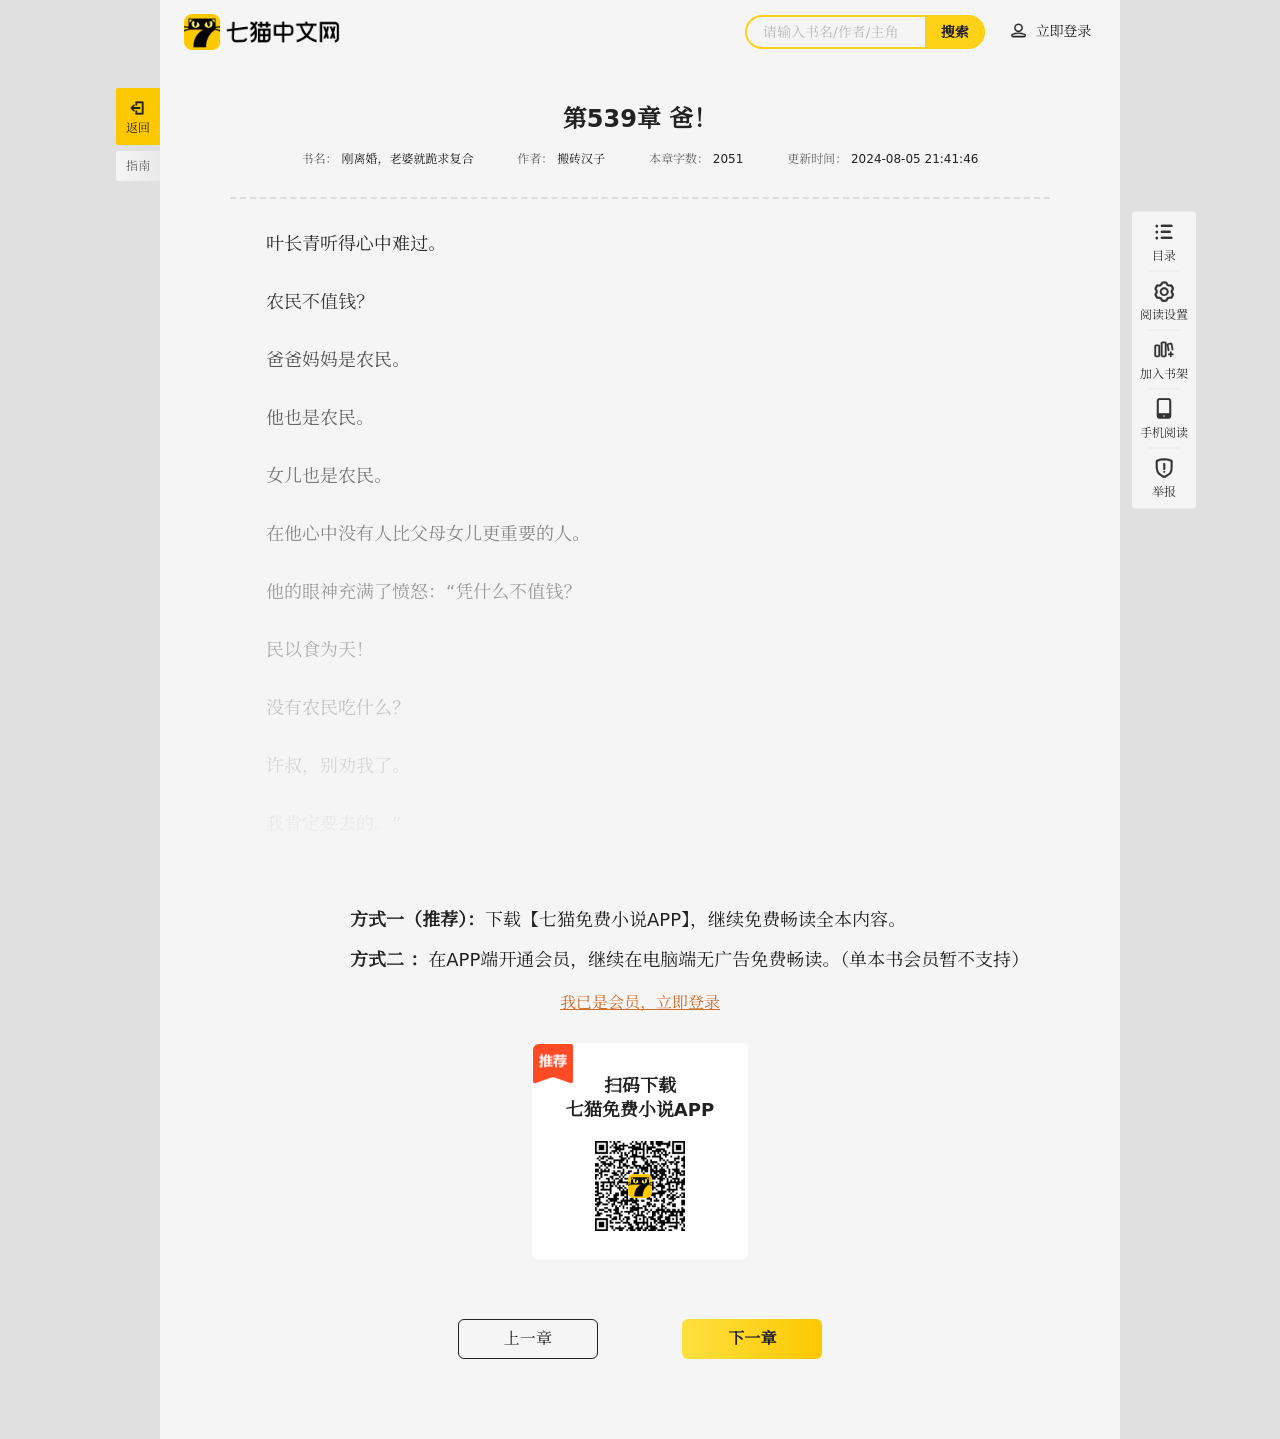 七猫中文网
请输入书名/作者/主角
搜索
立即登录
返回
指南
第539章 爸！
书名： 刚离婚，老婆就跪求复合 作者： 搬砖汉子 本章字数： 2051 更新时间： 2024-08-05 21:41:46
叶长青听得心中难过。
农民不值钱？
爸爸妈妈是农民。
他也是农民。
女儿也是农民。
在他心中没有人比父母女儿更重要的人。
他的眼神充满了愤怒：“凭什么不值钱？
民以食为天！
没有农民吃什么？
许叔，别劝我了。
我肯定要去的。”
目录
阅读设置
加入书架
手机阅读
举报
方式一（推荐）：下载【七猫免费小说APP】，继续免费畅读全本内容。
方式二 ：在APP端开通会员，继续在电脑端无广告免费畅读。（单本书会员暂不支持）
我已是会员，立即登录
推荐
扫码下载
七猫免费小说APP
上一章
下一章